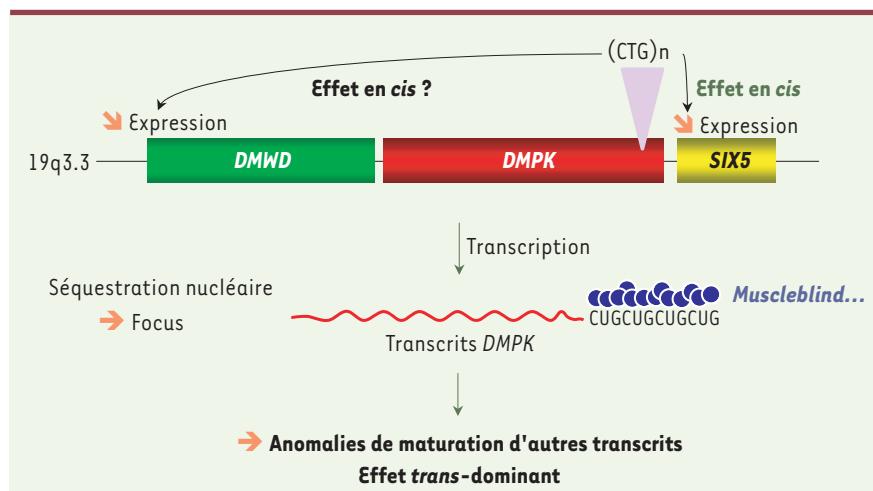 (CTG)n
Effet en cis ?
Effet en cis
Expression
Expression
19q3.3
DMWD
DMPK
SIX5
Transcription
Séquestration nucléaire
Focus
Muscleblind...
CUGCUGCUGCUG
Transcrits DMPK
Anomalies de maturation d'autres transcrits
Effet trans-dominant